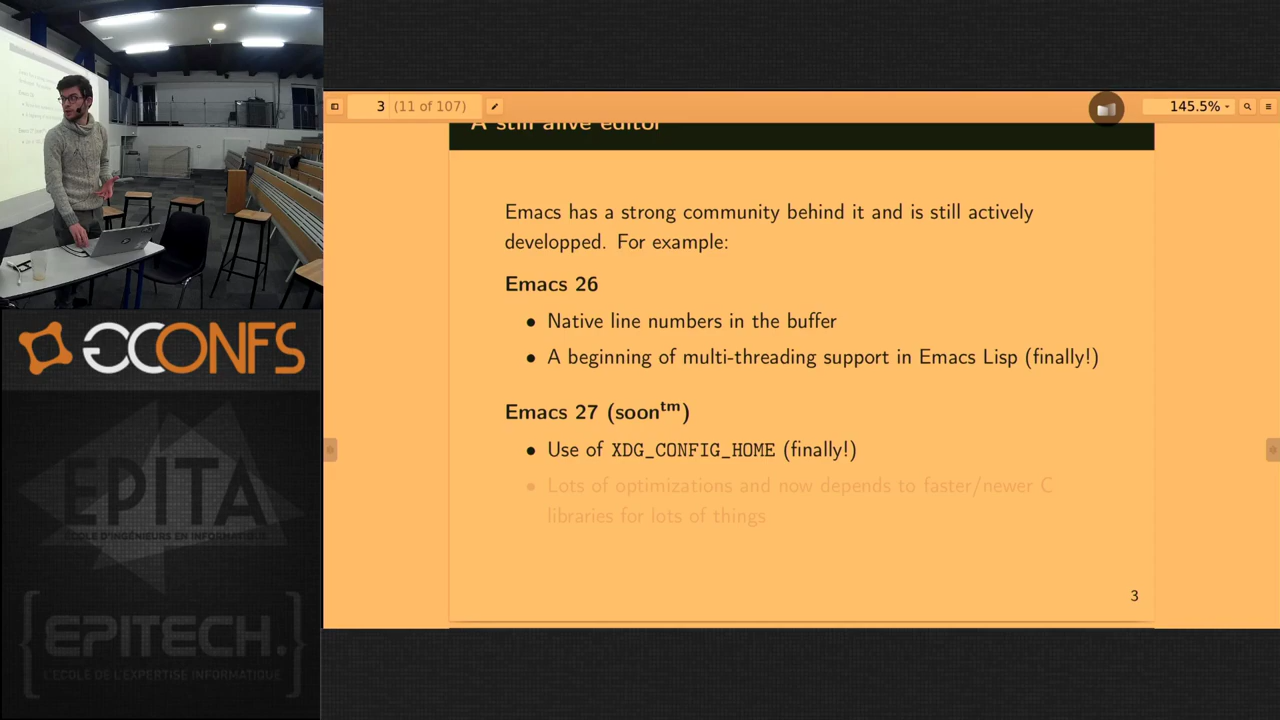 3 (11 of 107)
145.5%
A still alive editor
Emacs has a strong community behind it and is still actively
developped. For example:
Emacs 26
• Native line numbers in the buffer
• A beginning of multi-threading support in Emacs Lisp (finally!)
Emacs 27 (soon™)
• Use of XDG_CONFIG_HOME (finally!)
• Lots of optimizations and now depends to faster/newer C
libraries for lots of things
3
GCONFS
EPITA
ÉCOLE D'INGÉNIEURS EN INFORMATIQUE
{EPITECH.}
L'ECOLE DE L'EXPERTISE INFORMATIQUE